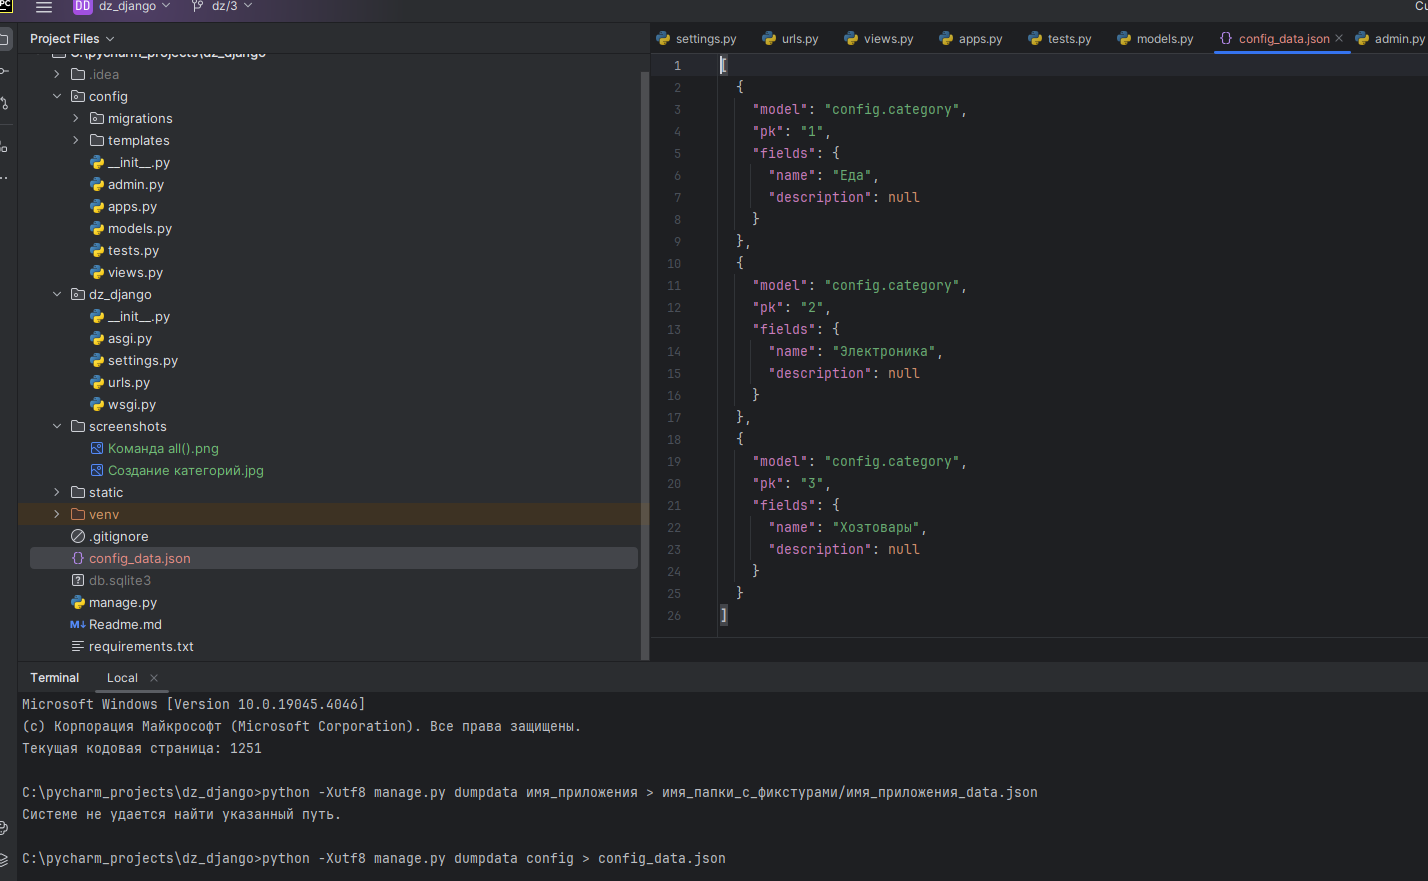 PC
DD dz_django
dz/3
Cu
Project Files
C:\pycharm_projects\dz_django
.idea
config
migrations
templates
__init__.py
admin.py
apps.py
models.py
tests.py
views.py
dz_django
__init__.py
asgi.py
settings.py
urls.py
wsgi.py
screenshots
Команда all().png
Создание категорий.jpg
static
venv
.gitignore
config_data.json
db.sqlite3
manage.py
Readme.md
requirements.txt
settings.py urls.py views.py apps.py tests.py models.py config_data.json admin.py
1 [
2 {
3 "model": "config.category",
4 "pk": "1",
5 "fields": {
6 "name": "Еда",
7 "description": null
8 }
9 },
10 {
11 "model": "config.category",
12 "pk": "2",
13 "fields": {
14 "name": "Электроника",
15 "description": null
16 }
17 },
18 {
19 "model": "config.category",
20 "pk": "3",
21 "fields": {
22 "name": "Хозтовары",
23 "description": null
24 }
25 }
26 ]
Terminal Local
Microsoft Windows [Version 10.0.19045.4046]
(c) Корпорация Майкрософт (Microsoft Corporation). Все права защищены.
Текущая кодовая страница: 1251
C:\pycharm_projects\dz_django>python -Xutf8 manage.py dumpdata имя_приложения > имя_папки_с_фикстурами/имя_приложения_data.json
Системе не удается найти указанный путь.
C:\pycharm_projects\dz_django>python -Xutf8 manage.py dumpdata config > config_data.json